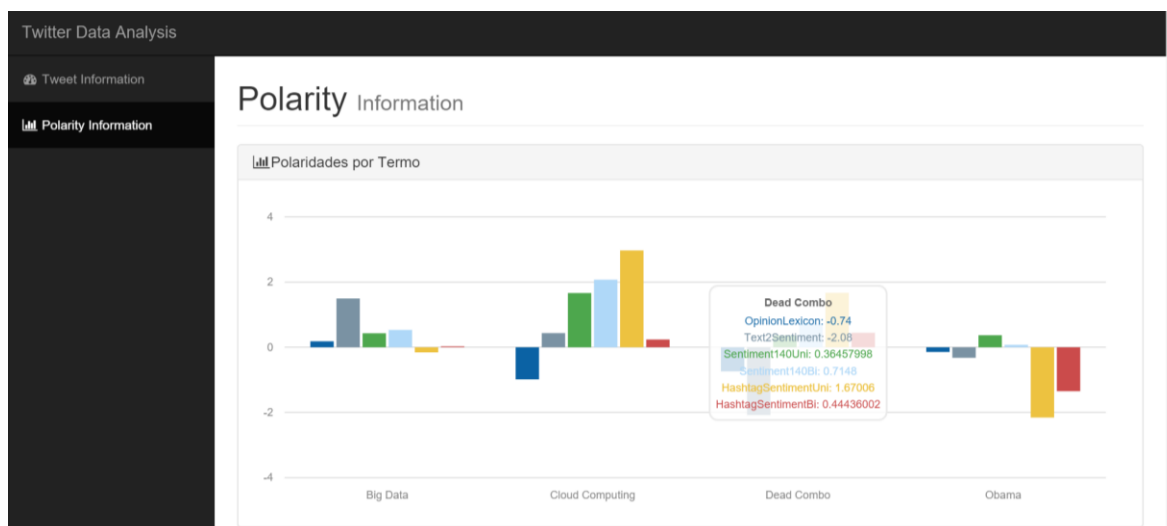 Twitter Data Analysis
Tweet Information
Polarity Information
Polarity Information
Polaridades por Termo
4
2
0
-2
-4
Dead Combo
OpinionLexicon: -0.74
Text2Sentiment: -2.08
Sentiment140Uni: 0.36457998
Sentiment140Bi: 0.7148
HashtagSentimentUni: 1.67006
HashtagSentimentBi: 0.44436002
Big Data
Cloud Computing
Dead Combo
Obama